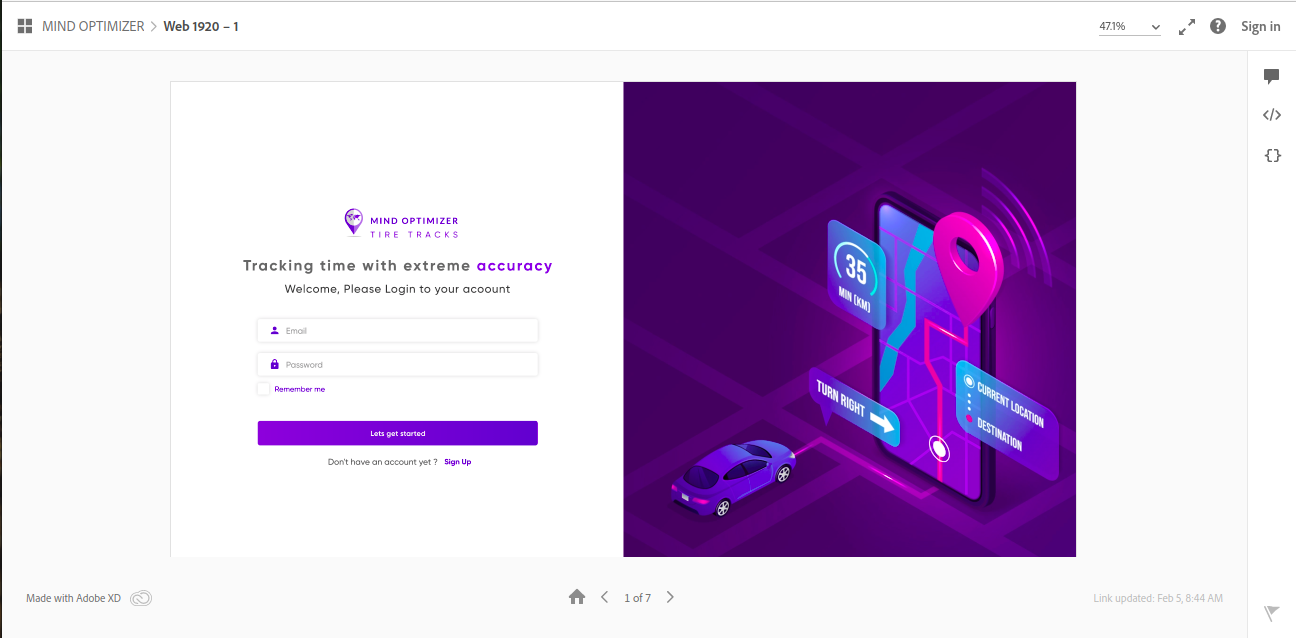 MIND OPTIMIZER > Web 1920 – 1
47.1%
Sign in
MIND OPTIMIZER
TIRE TRACKS
Tracking time with extreme accuracy
Welcome, Please Login to your acoount
Email
Password
Remember me
Lets get started
Don't have an account yet ? Sign Up
35
MIN (KM)
TURN RIGHT
CURRENT LOCATION
DESTINATION
Made with Adobe XD
1 of 7
Link updated: Feb 5, 8:44 AM